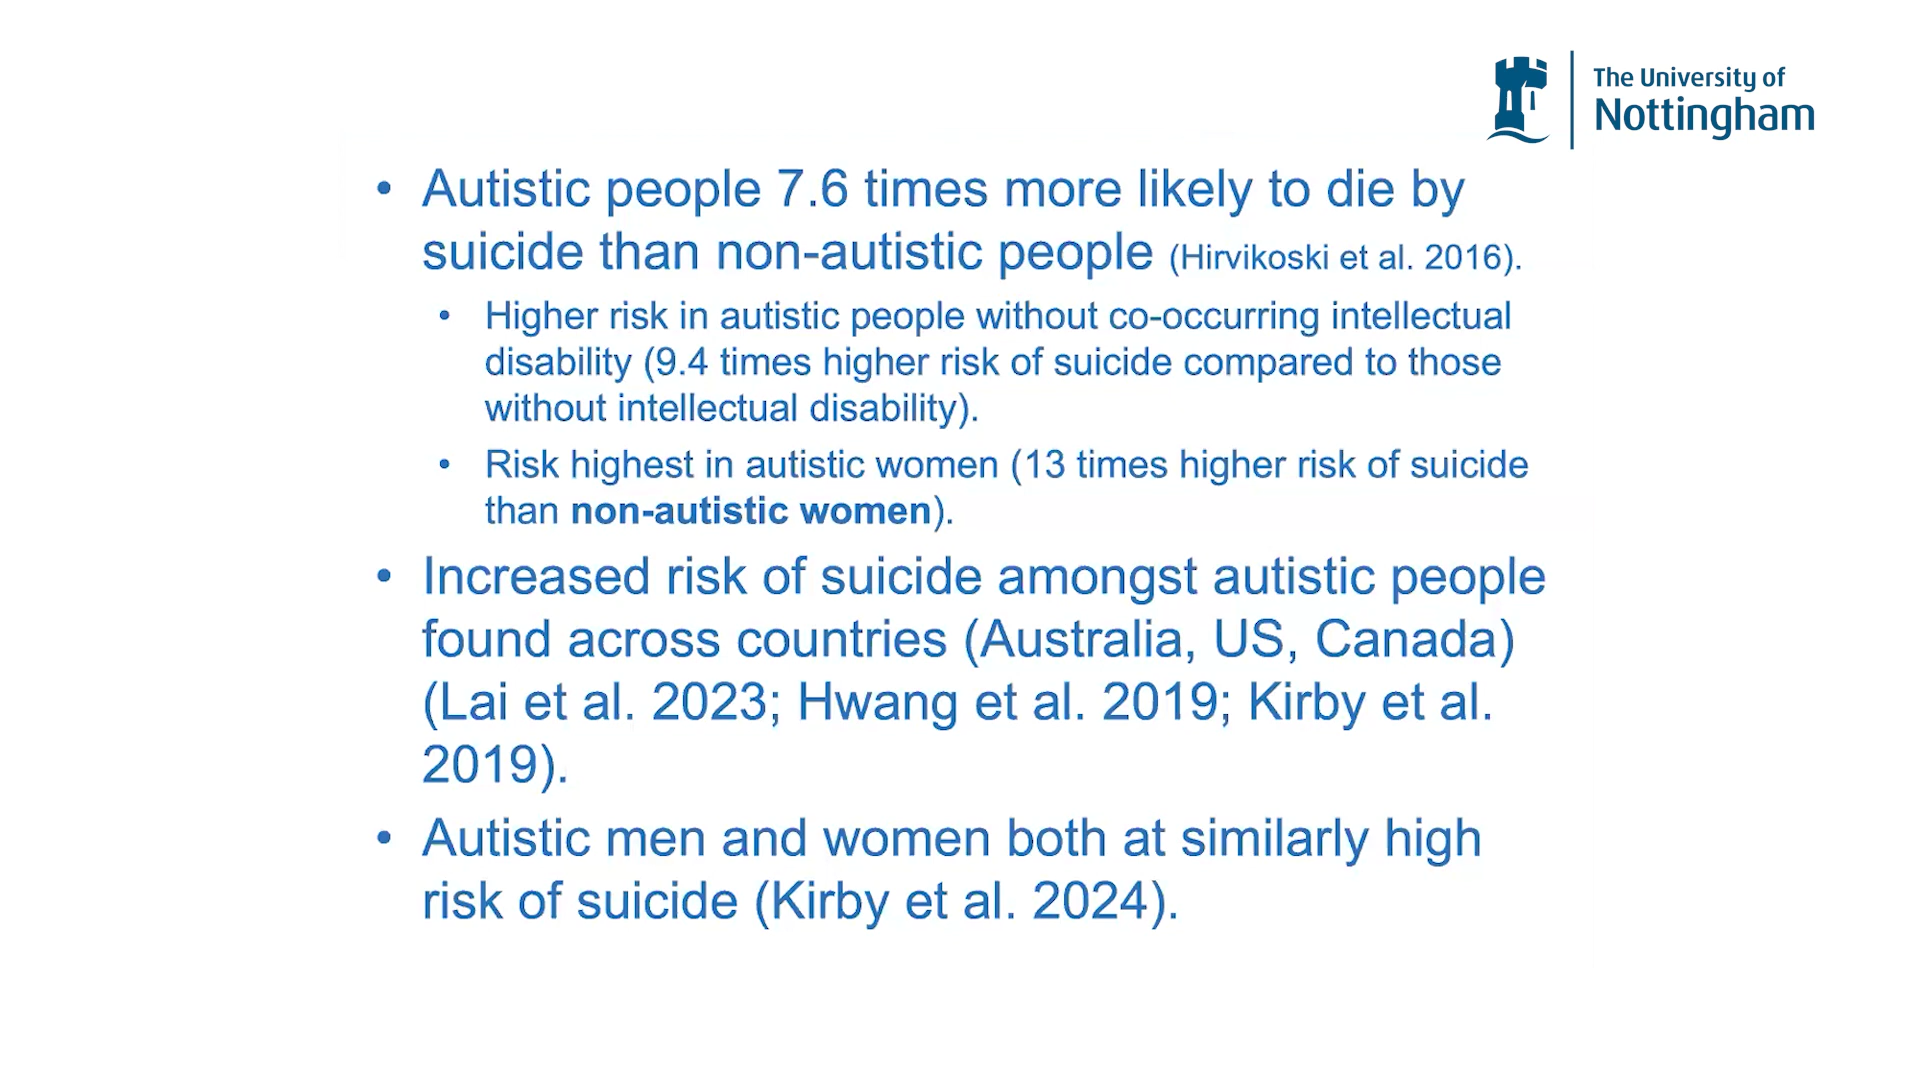 The University of
Nottingham
• Autistic people 7.6 times more likely to die by
suicide than non-autistic people (Hirvikoski et al. 2016).
• Higher risk in autistic people without co-occurring intellectual
disability (9.4 times higher risk of suicide compared to those
without intellectual disability).
• Risk highest in autistic women (13 times higher risk of suicide
than non-autistic women).
• Increased risk of suicide amongst autistic people
found across countries (Australia, US, Canada)
(Lai et al. 2023; Hwang et al. 2019; Kirby et al.
2019).
• Autistic men and women both at similarly high
risk of suicide (Kirby et al. 2024).